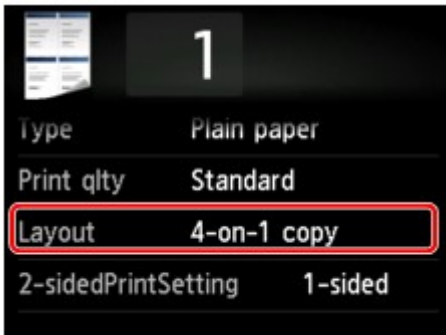 1
Type Plain paper
Print qlty Standard
Layout 4-on-1 copy
2-sidedPrintSetting 1-sided